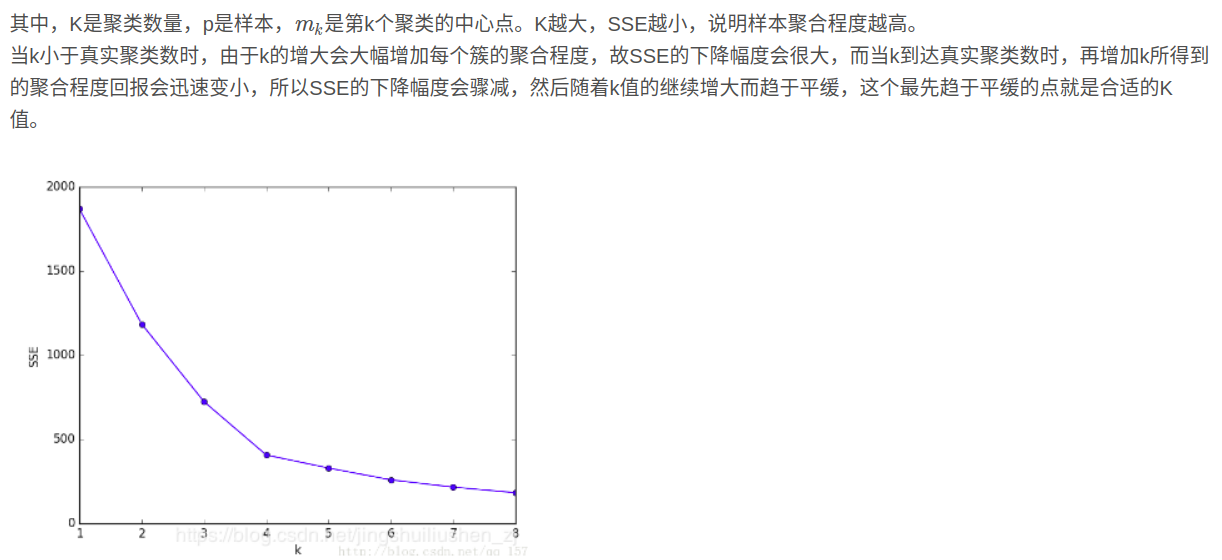 其中，K是聚类数量，p是样本，mk是第k个聚类的中心点。K越大，SSE越小，说明样本聚合程度越高。
当k小于真实聚类数时，由于k的增大会大幅增加每个簇的聚合程度，故SSE的下降幅度会很大，而当k到达真实聚类数时，再增加k所得到
的聚合程度回报会迅速变小，所以SSE的下降幅度会骤减，然后随着k值的继续增大而趋于平缓，这个最先趋于平缓的点就是合适的K
值。
2000
1500
1000
500
0
SSE
1 2 3 4 5 6 7 8
k
https://blog.csdn.net/jingshuiliushen_zj
http://blog.csdn.net/qq_157